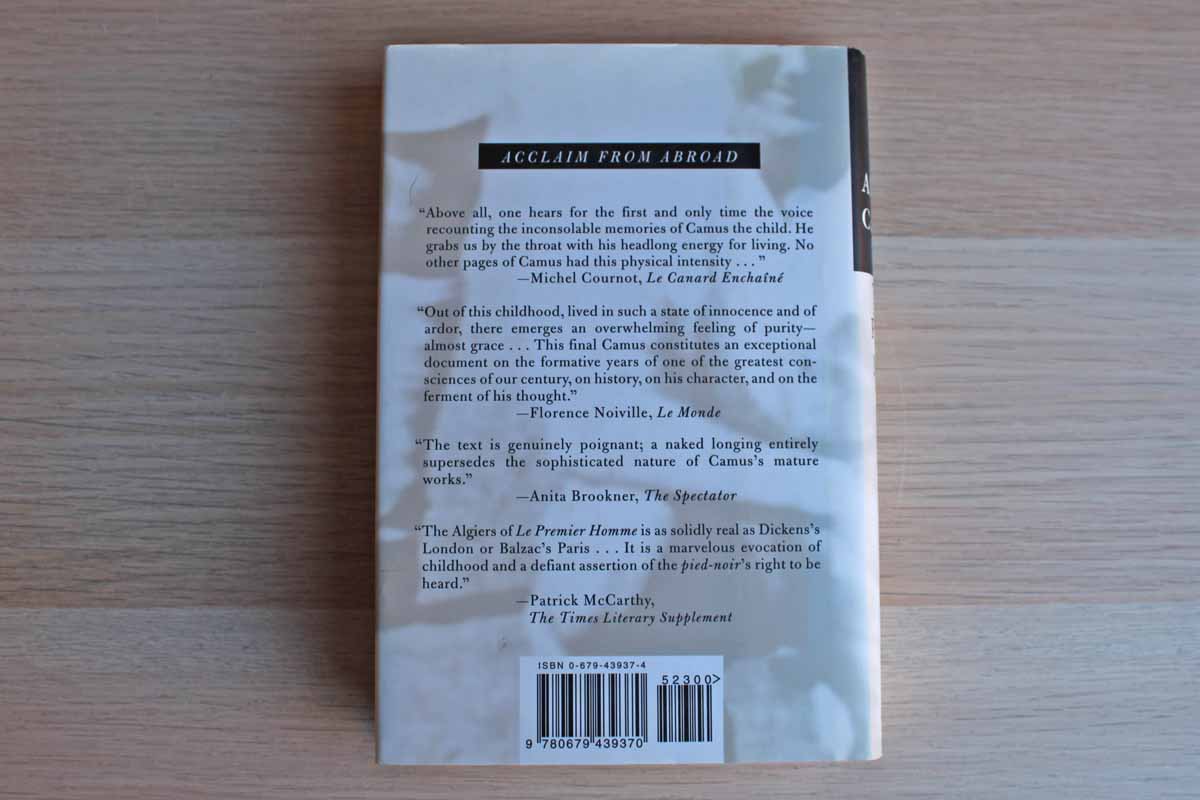 ACCLAIM FROM ABROAD
“Above all, one hears for the first and only time the voice
recounting the inconsolable memories of Camus the child. He
grabs us by the throat with his headlong energy for living. No
other pages of Camus had this physical intensity . . .”
—Michel Cournot, Le Canard Enchaîné
“Out of this childhood, lived in such a state of innocence and of
ardor, there emerges an overwhelming feeling of purity—
almost grace . . . This final Camus constitutes an exceptional
document on the formative years of one of the greatest con-
sciences of our century, on history, on his character, and on the
ferment of his thought.”
—Florence Noiville, Le Monde
“The text is genuinely poignant; a naked longing entirely
supersedes the sophisticated nature of Camus’s mature
works.”
—Anita Brookner, The Spectator
“The Algiers of Le Premier Homme is as solidly real as Dickens’s
London or Balzac’s Paris . . . It is a marvelous evocation of
childhood and a defiant assertion of the pied-noir’s right to be
heard.”
—Patrick McCarthy,
The Times Literary Supplement
ISBN 0-679-43937-4
52300>
9 780679 439370